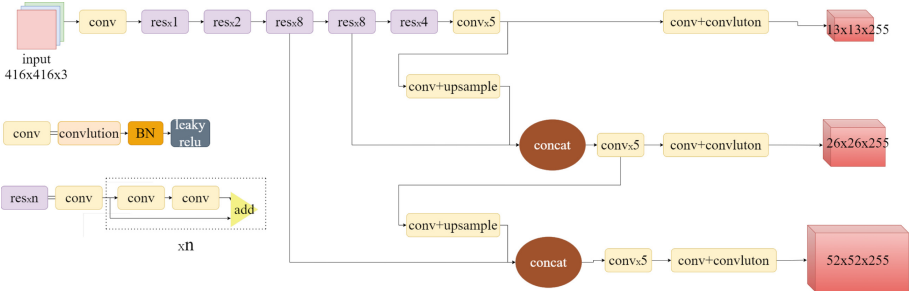 conv
resx1
resx2
resx8
resx8
resx4
convx5
conv+convluton
13x13x255
input
416x416x3
conv+upsample
conv
convlution
BN
leaky
relu
concat
convx5
conv+convluton
26x26x255
resxn
conv
conv
conv
add
xn
conv+upsample
concat
convx5
conv+convluton
52x52x255